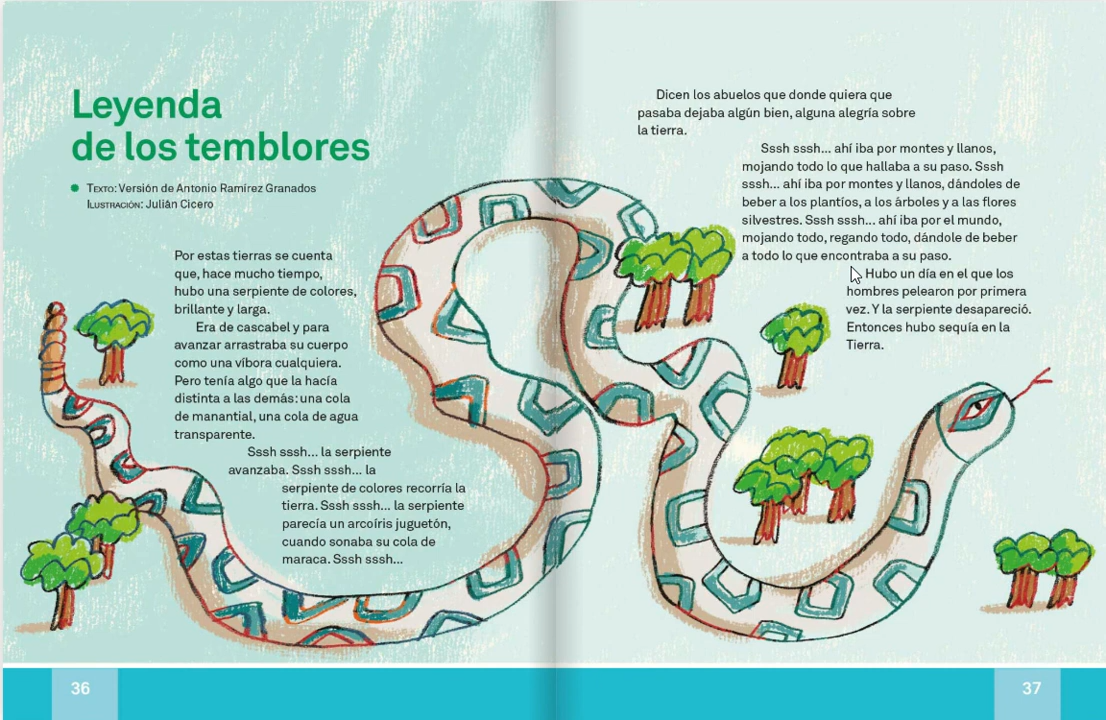 Leyenda
de los temblores
Texto: Versión de Antonio Ramírez Granados
Ilustración: Julián Cicero
Por estas tierras se cuenta
que, hace mucho tiempo,
hubo una serpiente de colores,
brillante y larga.
Era de cascabel y para
avanzar arrastraba su cuerpo
como una víbora cualquiera.
Pero tenía algo que la hacía
distinta a las demás: una cola
de manantial, una cola de agua
transparente.
Sssh sssh... la serpiente
avanzaba. Sssh sssh... la
serpiente de colores recorría la
tierra. Sssh sssh... la serpiente
parecía un arcoíris juguetón,
cuando sonaba su cola de
maraca. Sssh sssh...
36
Dicen los abuelos que donde quiera que
pasaba dejaba algún bien, alguna alegría sobre
la tierra.
Sssh sssh... ahí iba por montes y llanos,
mojando todo lo que hallaba a su paso. Sssh
sssh... ahí iba por montes y llanos, dándoles de
beber a los plantíos, a los árboles y a las flores
silvestres. Sssh sssh... ahí iba por el mundo,
mojando todo, regando todo, dándole de beber
a todo lo que encontraba a su paso.
Hubo un día en el que los
hombres pelearon por primera
vez. Y la serpiente desapareció.
Entonces hubo sequía en la
Tierra.
37